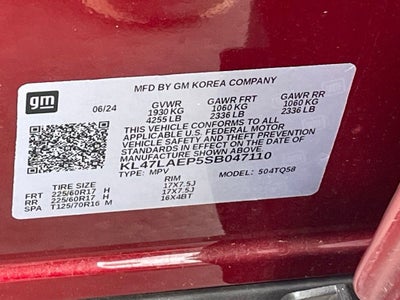 gm
MFD BY GM KOREA COMPANY
06/24 GVWR GAWR FRT GAWR RR
1930 KG 1060 KG 1060 KG
4255 LB 2336 LB 2336 LB
THIS VEHICLE CONFORMS TO ALL
APPLICABLE U.S. FEDERAL MOTOR
VEHICLE SAFETY AND THEFT PREVENTION
STANDARDS IN EFFECT ON THE DATE OF
MANUFACTURE SHOWN ABOVE.
KL47LAEP5SB047110
TYPE: MPV MODEL: 504TQ58
TIRE SIZE RIM
FRT 225/60R17 H 17X7.5J
RR 225/60R17 H 17X7.5J
SPA T125/70R16 M 16X4BT